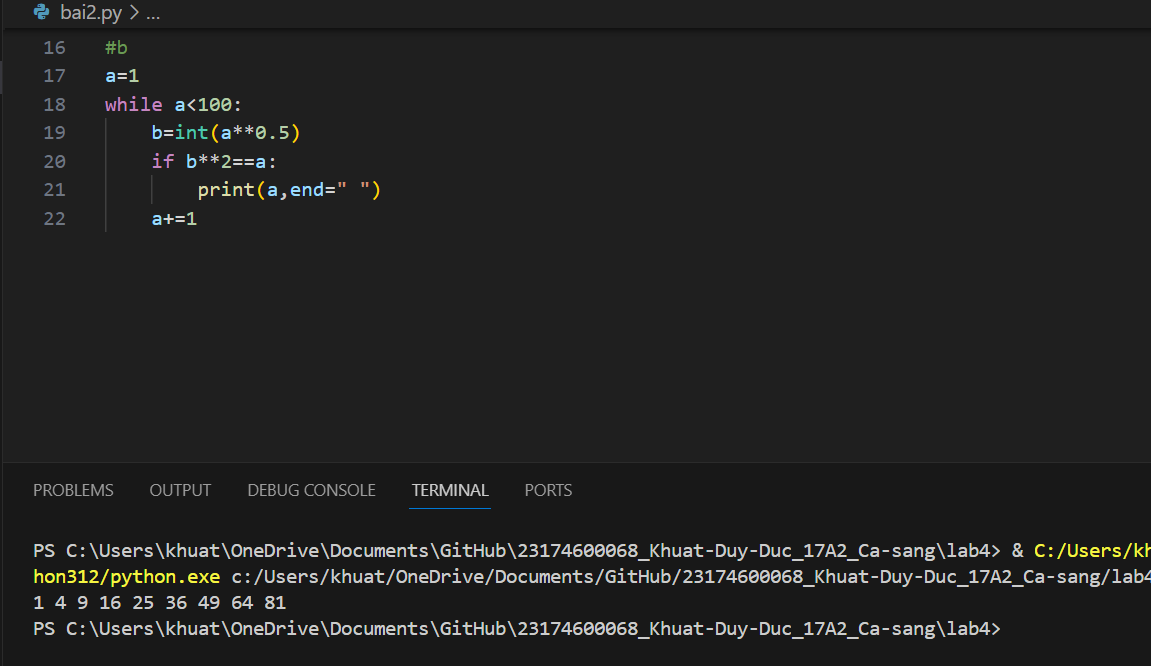 bai2.py > ...
16 #b
17 a=1
18 while a<100:
19     b=int(a**0.5)
20     if b**2==a:
21         print(a,end=" ")
22     a+=1
PROBLEMS OUTPUT DEBUG CONSOLE TERMINAL PORTS
PS C:\Users\khuat\OneDrive\Documents\GitHub\23174600068_Khuat-Duy-Duc_17A2_Ca-sang\lab4> & C:/Users/kh
hon312/python.exe c:/Users/khuat/OneDrive/Documents/GitHub/23174600068_Khuat-Duy-Duc_17A2_Ca-sang/lab4
1 4 9 16 25 36 49 64 81
PS C:\Users\khuat\OneDrive\Documents\GitHub\23174600068_Khuat-Duy-Duc_17A2_Ca-sang\lab4>